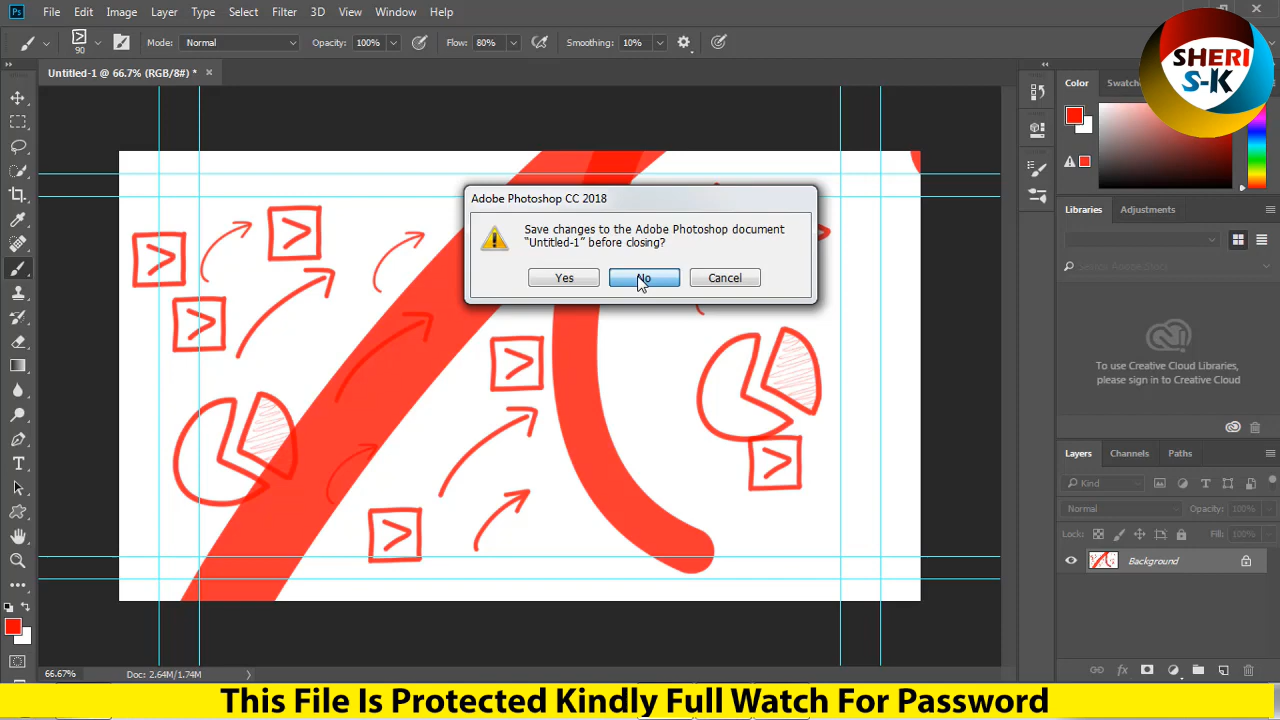 Ps File Edit Image Layer Type Select Filter 3D View Window Help
90 Mode: Normal Opacity: 100% Flow: 80% Smoothing: 10%
Untitled-1 @ 66.7% (RGB/8#) * ×
SHERI
S-K
Color Swatch
Adobe Photoshop CC 2018
Save changes to the Adobe Photoshop document
“Untitled-1” before closing?
Yes No Cancel
Libraries Adjustments
To use Creative Cloud Libraries,
please sign in to Creative Cloud
Layers Channels Paths
Kind
Normal Opacity: 100%
Lock: Fill: 100%
Background
66.67% Doc: 2.64M/1.74M
This File Is Protected Kindly Full Watch For Password